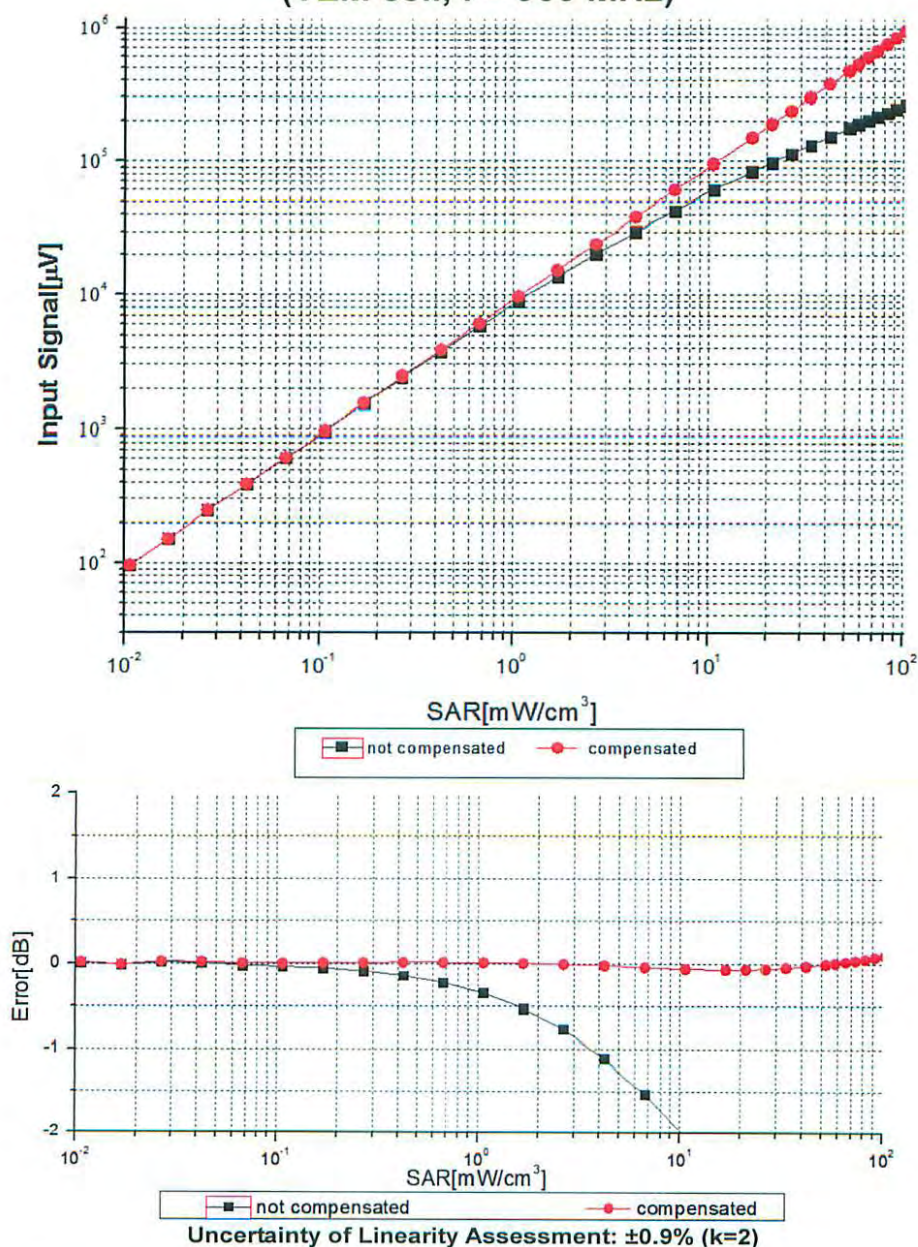 10⁶
10⁵
10⁴
10³
10²
Input Signal[µV]
10⁻² 10⁻¹ 10⁰ 10¹ 10²
SAR[mW/cm³]
not compensated compensated
2
1
0
-1
-2
Error[dB]
10⁻² 10⁻¹ 10⁰ 10¹ 10²
SAR[mW/cm³]
not compensated compensated
Uncertainty of Linearity Assessment: ±0.9% (k=2)